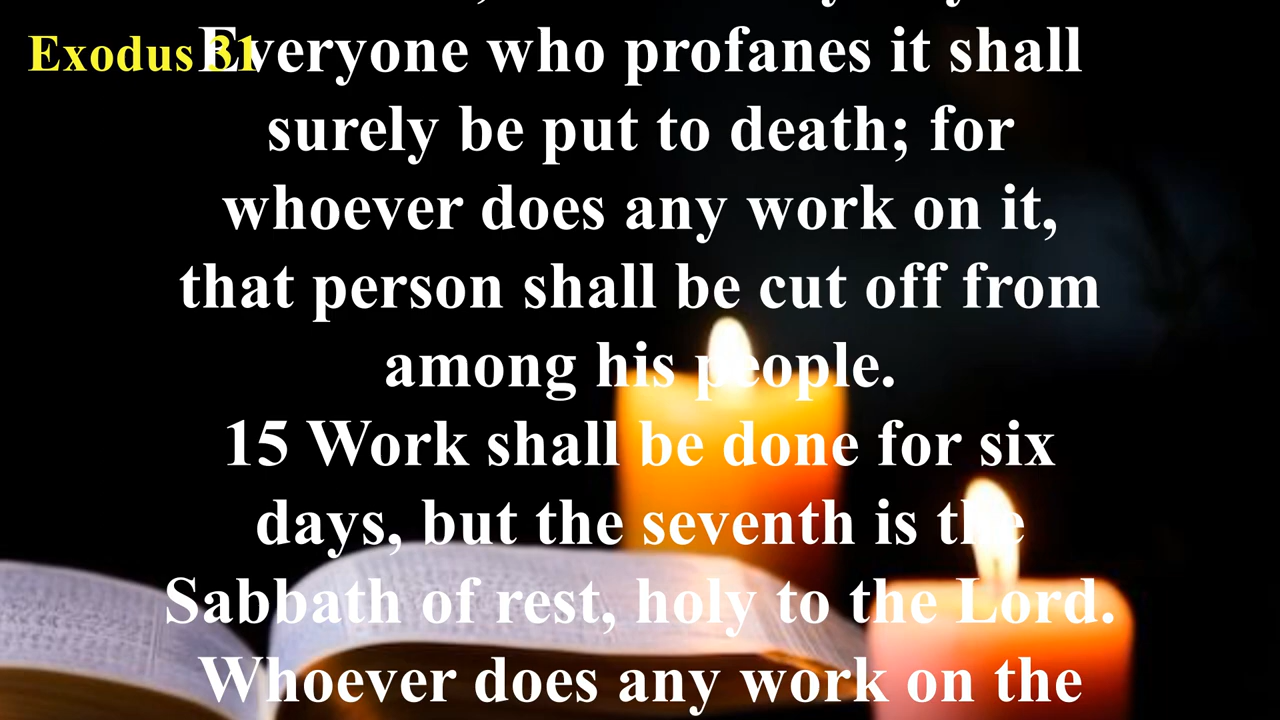 Exodus 31
Everyone who profanes it shall
surely be put to death; for
whoever does any work on it,
that person shall be cut off from
among his people.
15 Work shall be done for six
days, but the seventh is the
Sabbath of rest, holy to the Lord.
Whoever does any work on the